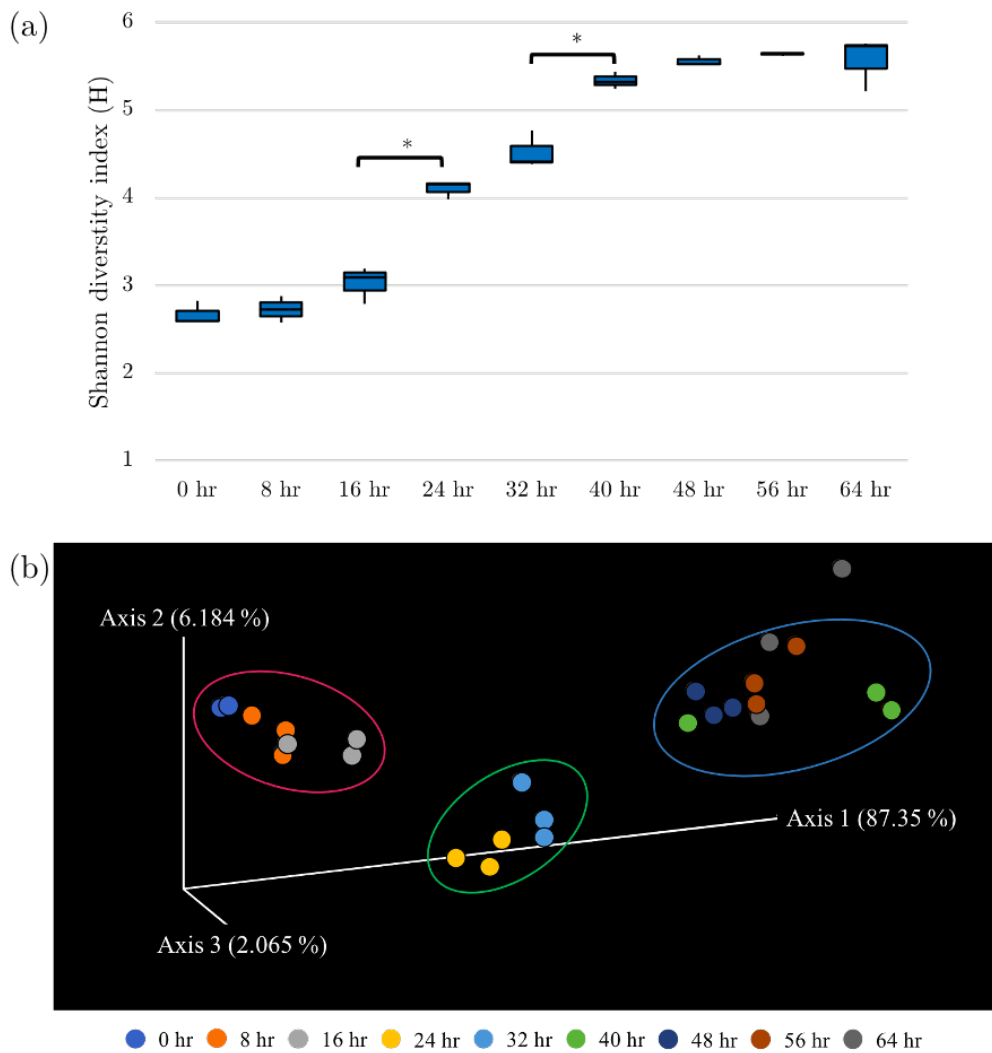 (a)
Shannon diverstity index (H)
6
5
4
3
2
1
*
*
0 hr 8 hr 16 hr 24 hr 32 hr 40 hr 48 hr 56 hr 64 hr
(b)
Axis 2 (6.184 %)
Axis 1 (87.35 %)
Axis 3 (2.065 %)
0 hr 8 hr 16 hr 24 hr 32 hr 40 hr 48 hr 56 hr 64 hr